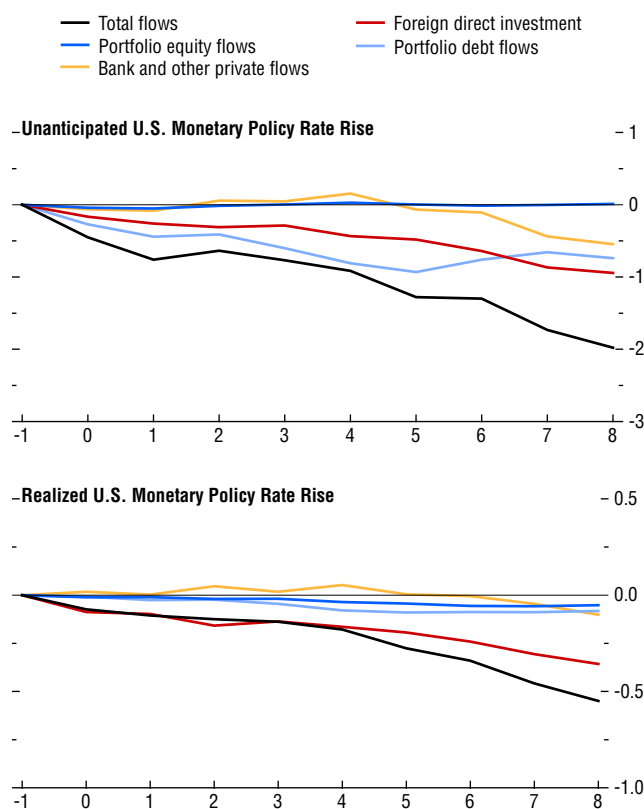 Total flows
Foreign direct investment
Portfolio equity flows
Portfolio debt flows
Bank and other private flows
Unanticipated U.S. Monetary Policy Rate Rise
1
0
-1
-2
-3
-1 0 1 2 3 4 5 6 7 8
Realized U.S. Monetary Policy Rate Rise
0.5
0.0
-0.5
-1.0
-1 0 1 2 3 4 5 6 7 8